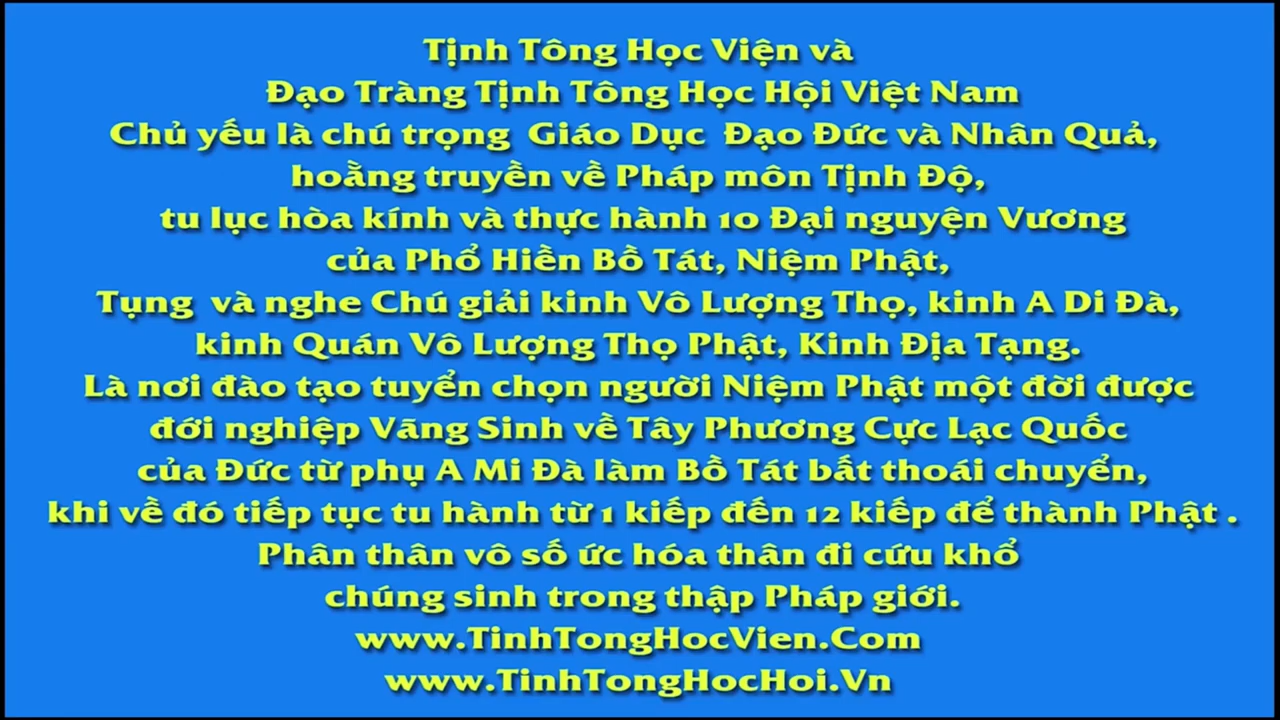 Tịnh Tông Học Viện và
Đạo Tràng Tịnh Tông Học Hội Việt Nam
Chủ yếu là chú trọng Giáo Dục Đạo Đức và Nhân Quả,
hoằng truyền về Pháp môn Tịnh Độ,
tu lục hòa kính và thực hành 10 Đại nguyện Vương
của Phổ Hiền Bồ Tát, Niệm Phật,
Tụng và nghe Chú giải kinh Vô Lượng Thọ, kinh A Di Đà,
kinh Quán Vô Lượng Thọ Phật, Kinh Địa Tạng.
Là nơi đào tạo tuyển chọn người Niệm Phật một đời được
đới nghiệp Vãng Sinh về Tây Phương Cực Lạc Quốc
của Đức từ phụ A Mi Đà làm Bồ Tát bất thoái chuyển,
khi về đó tiếp tục tu hành từ 1 kiếp đến 12 kiếp để thành Phật .
Phân thân vô số ức hóa thân đi cứu khổ
chúng sinh trong thập Pháp giới.
www.TinhTongHocVien.Com
www.TinhTongHocHoi.Vn